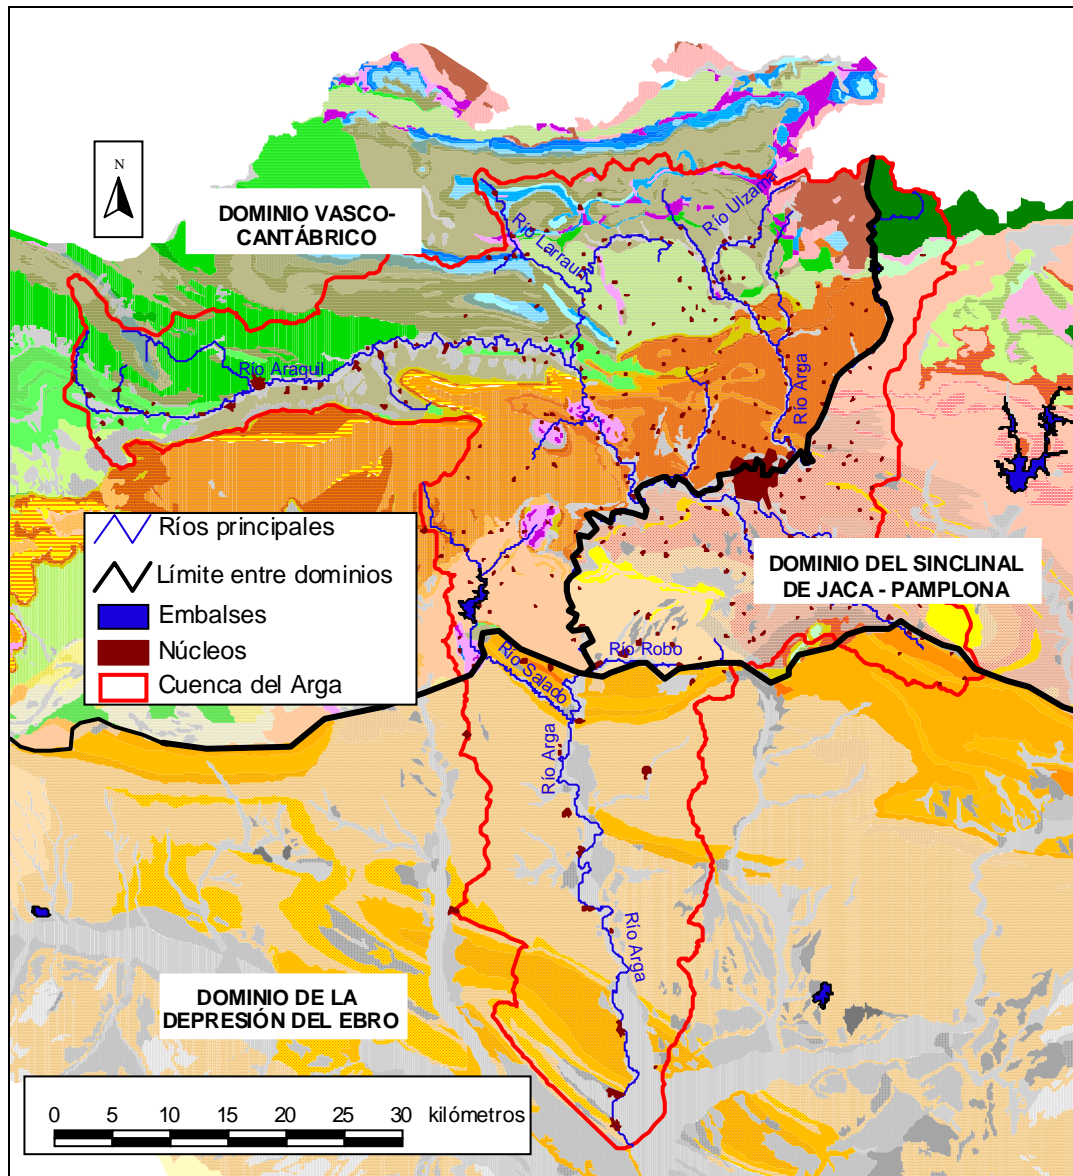 N
DOMINIO VASCO-
CANTÁBRICO
Río Larraun
Río Ulzama
Río Araquil
Río Arga
Ríos principales
Límite entre dominios
Embalses
Núcleos
Cuenca del Arga
DOMINIO DEL SINCLINAL
DE JACA - PAMPLONA
Río Robo
Río Salado
Río Arga
Río Arga
DOMINIO DE LA
DEPRESIÓN DEL EBRO
0 5 10 15 20 25 30 kilómetros